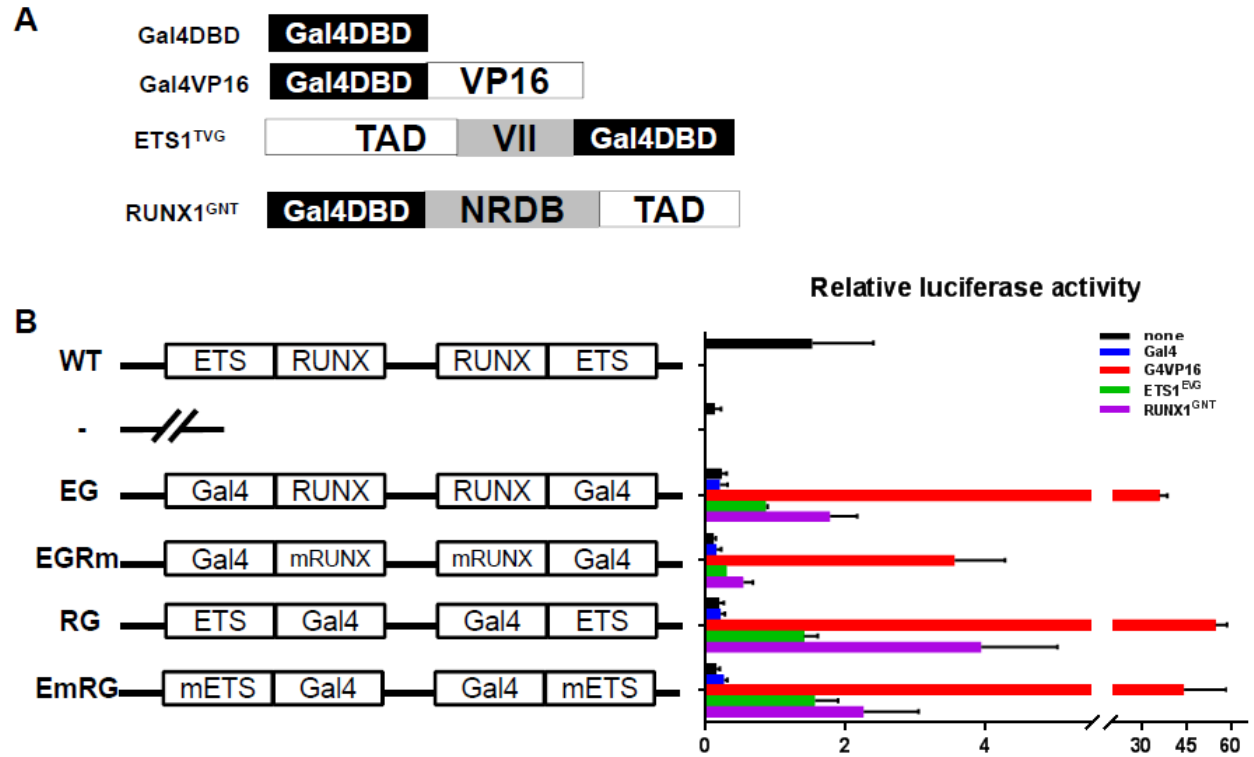 A
Gal4DBD Gal4DBD
Gal4VP16 Gal4DBD VP16
ETS1TVG TAD VII Gal4DBD
RUNX1GNT Gal4DBD NRDB TAD
Relative luciferase activity
B
WT ETS RUNX RUNX ETS
-
EG Gal4 RUNX RUNX Gal4
EGRm Gal4 mRUNX mRUNX Gal4
RG ETS Gal4 Gal4 ETS
EmRG mETS Gal4 Gal4 mETS
none
Gal4
G4VP16
ETS1EVG
RUNX1GNT
0 2 4 30 45 60